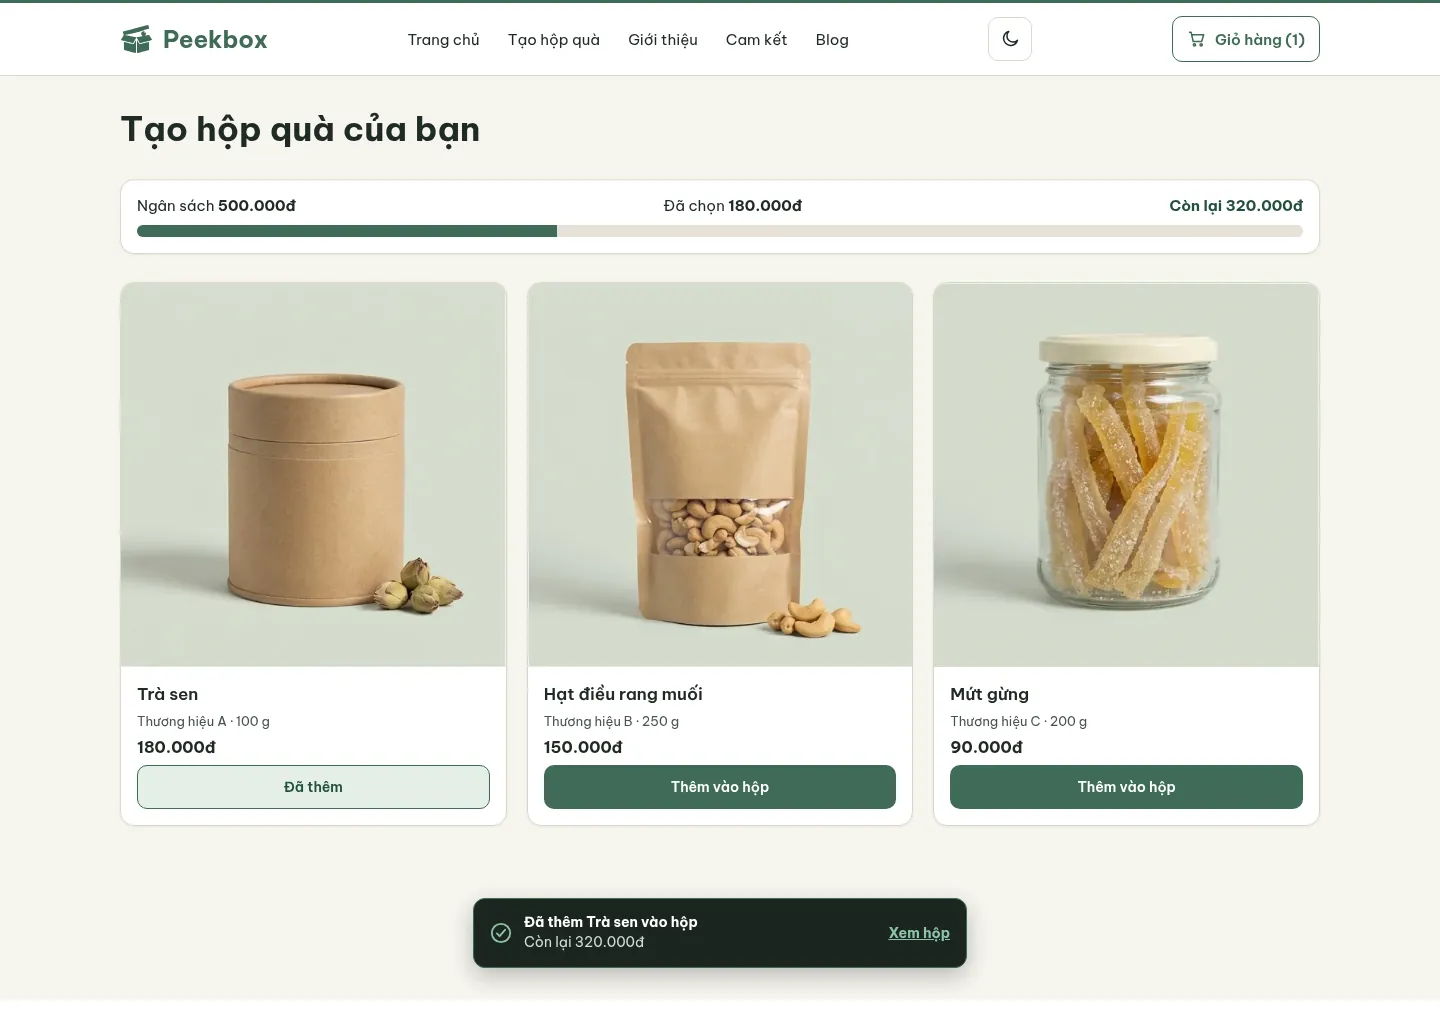 Peekbox
Trang chủ
Tạo hộp quà
Giới thiệu
Cam kết
Blog
Giỏ hàng (1)
Tạo hộp quà của bạn
Ngân sách 500.000đ
Đã chọn 180.000đ
Còn lại 320.000đ
Trà sen
Thương hiệu A · 100 g
180.000đ
Đã thêm
Hạt điều rang muối
Thương hiệu B · 250 g
150.000đ
Thêm vào hộp
Mứt gừng
Thương hiệu C · 200 g
90.000đ
Thêm vào hộp
Đã thêm Trà sen vào hộp
Còn lại 320.000đ
Xem hộp